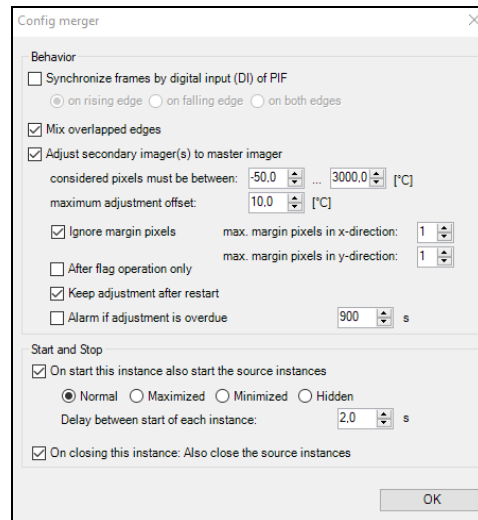 Config merger
Behavior
Synchronize frames by digital input (DI) of PIF
on rising edge on falling edge on both edges
Mix overlapped edges
Adjust secondary imager(s) to master imager
considered pixels must be between: -50,0 ... 3000,0 [°C]
maximum adjustment offset: 10,0 [°C]
Ignore margin pixels max. margin pixels in x-direction: 1
max. margin pixels in y-direction: 1
After flag operation only
Keep adjustment after restart
Alarm if adjustment is overdue 900 s
Start and Stop
On start this instance also start the source instances
Normal Maximized Minimized Hidden
Delay between start of each instance: 2,0 s
On closing this instance: Also close the source instances
OK